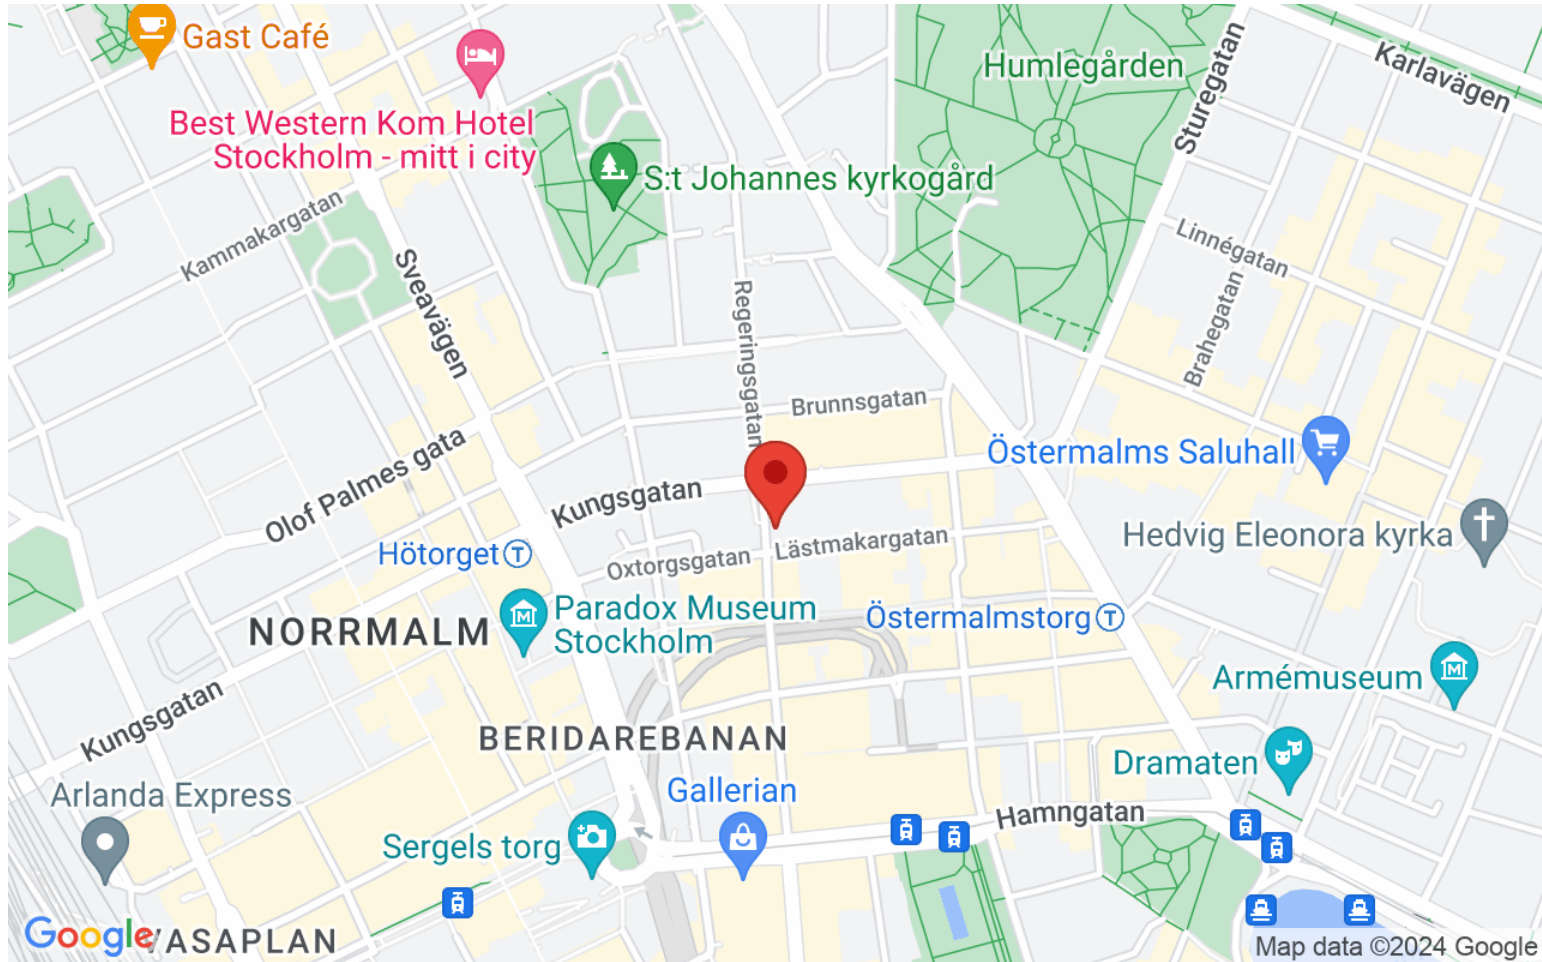 Gast Café
Best Western Kom Hotel
Stockholm - mitt i city
Humlegården
Karlavägen
Sturegatan
S:t Johannes kyrkogård
Kammakargatan
Linnégatan
Sveavägen
Regeringsgatan
Brahegatan
Brunnsgatan
Olof Palmes gata
Östermalms Saluhall
Kungsgatan
Hedvig Eleonora kyrka
Hötorget T
Oxtorgsgatan
Lästmakargatan
Paradox Museum
Stockholm
Östermalmstorg T
NORRMALM
Armémuseum
Kungsgatan
BERIDAREBANAN
Dramaten
Arlanda Express
Gallerian
Hamngatan
Sergels torg
Google
VASAPLAN
Map data ©2024 Google